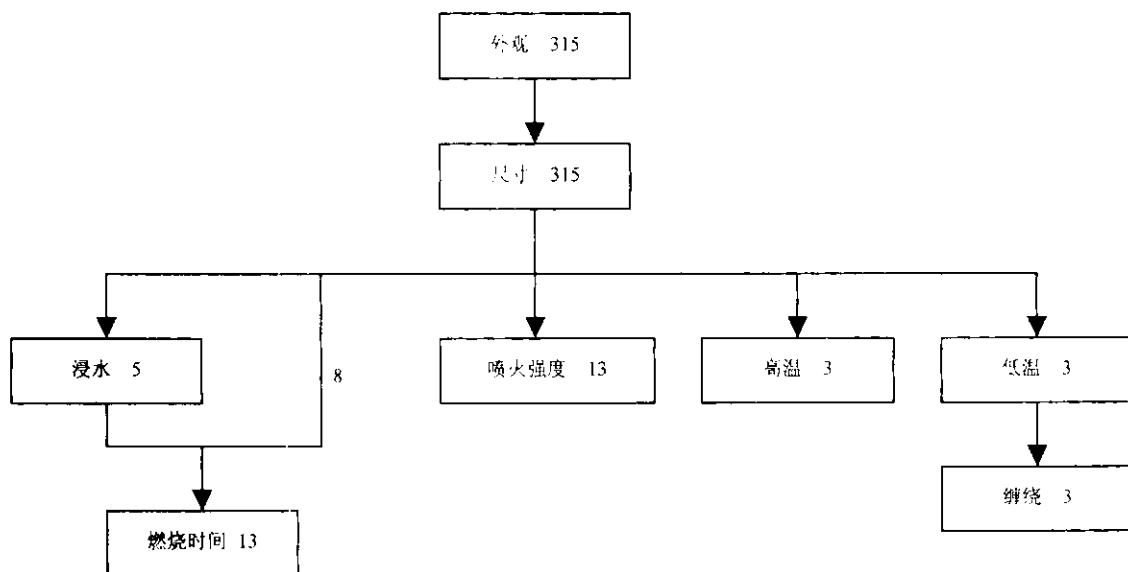 外观 315
尺寸 315
浸水 5
8
喷火强度 13
高温 3
低温 3
缠绕 3
燃烧时间 13